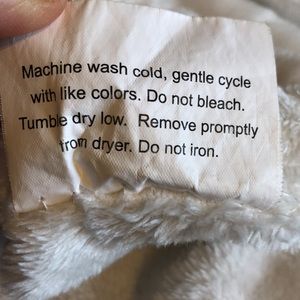 Machine wash cold, gentle cycle
with like colors. Do not bleach.
Tumble dry low. Remove promptly
from dryer. Do not iron.